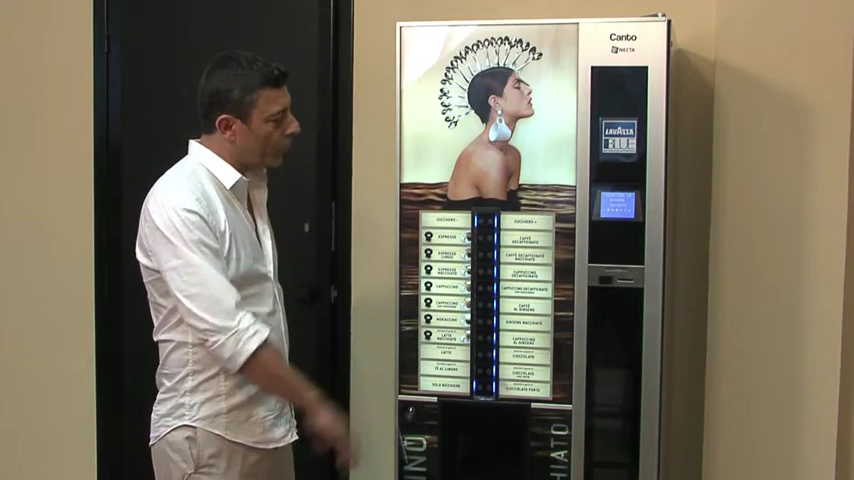 Canto
NECTA
LAVAZZA
BLUE
ZUCCHERO -
ZUCCHERO +
ESPRESSO
CAFFÈ DECAFFEINATO
ESPRESSO LUNGO
CAFFÈ DECAFFEINATO MACCHIATO
ESPRESSO MACCHIATO
CAPPUCCINO DECAFFEINATO
CAPPUCCINO
CAPPUCCINO DECAFFEINATO
CAPPUCCINO
CAFFÈ AL GINSENG
MOKACCINO
GINSENG MACCHIATO
LATTE MACCHIATO
CAPPUCCINO AL GINSENG
LATTE
CIOCCOLATO
TÈ AL LIMONE
CIOCCOLATO
SOLO BICCHIERE
CIOCCOLATO FORTE
INO
HIATO